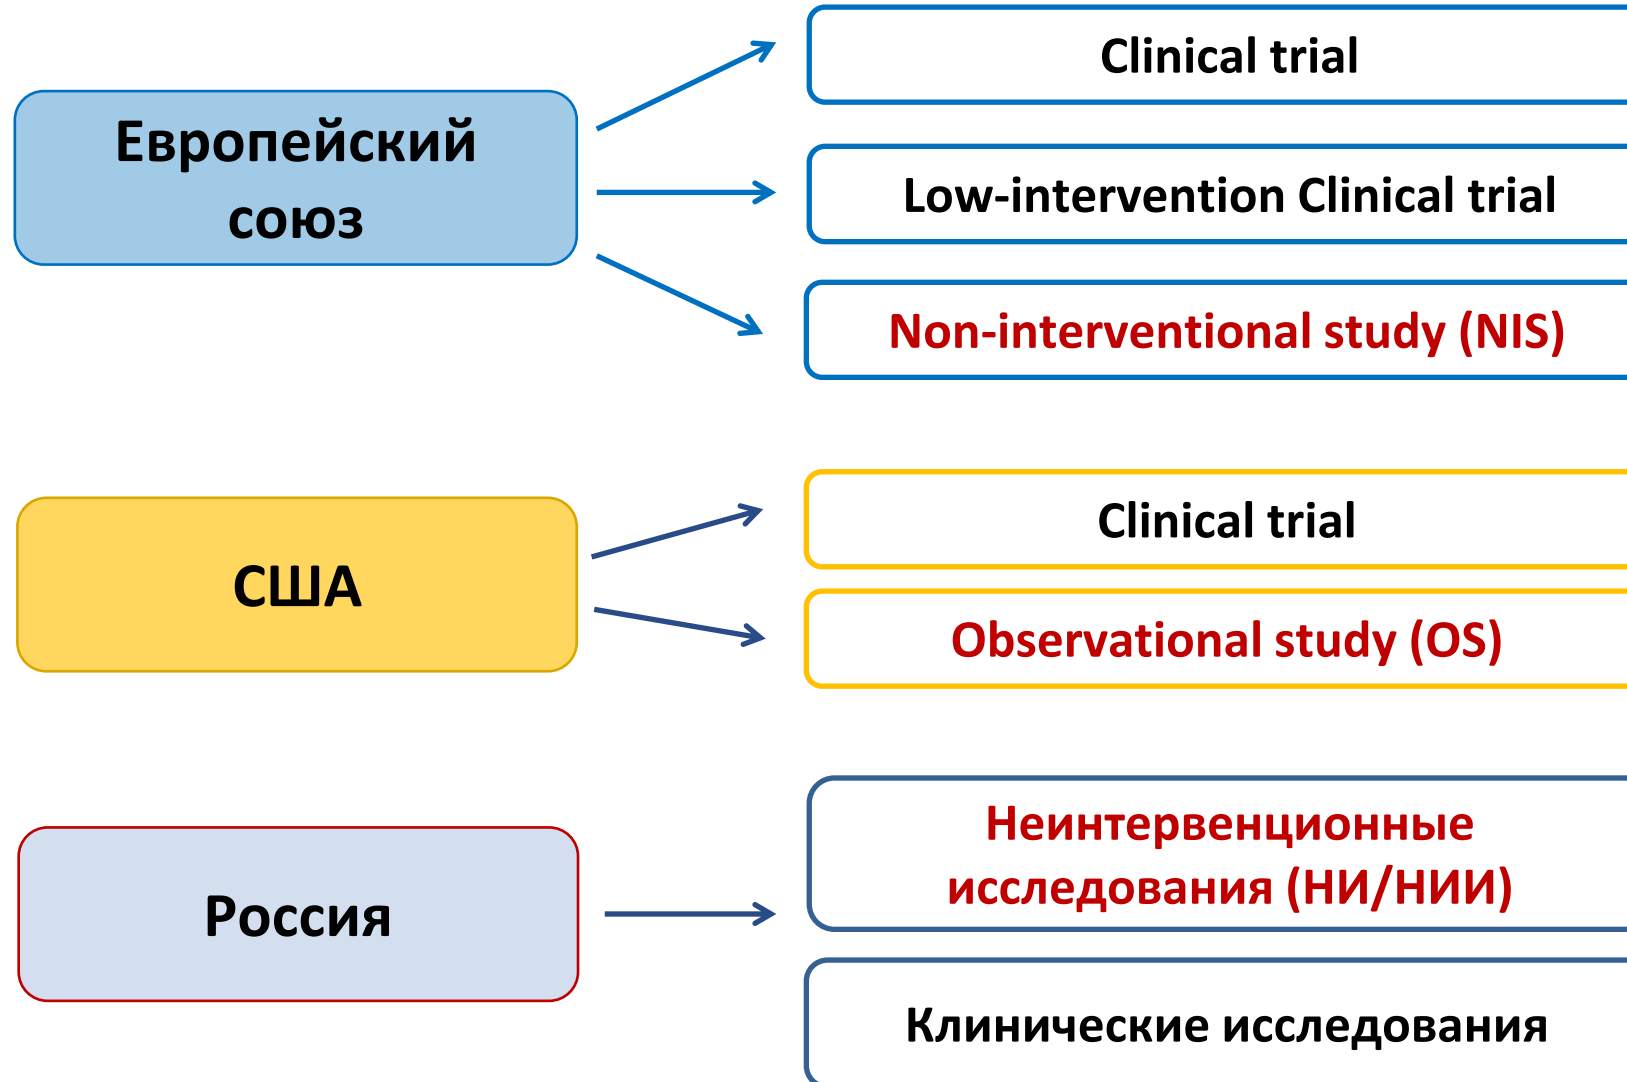 Европейский
союз
Clinical trial
Low-intervention Clinical trial
Non-interventional study (NIS)
США
Clinical trial
Observational study (OS)
Россия
Неинтервенционные
исследования (НИ/НИИ)
Клинические исследования